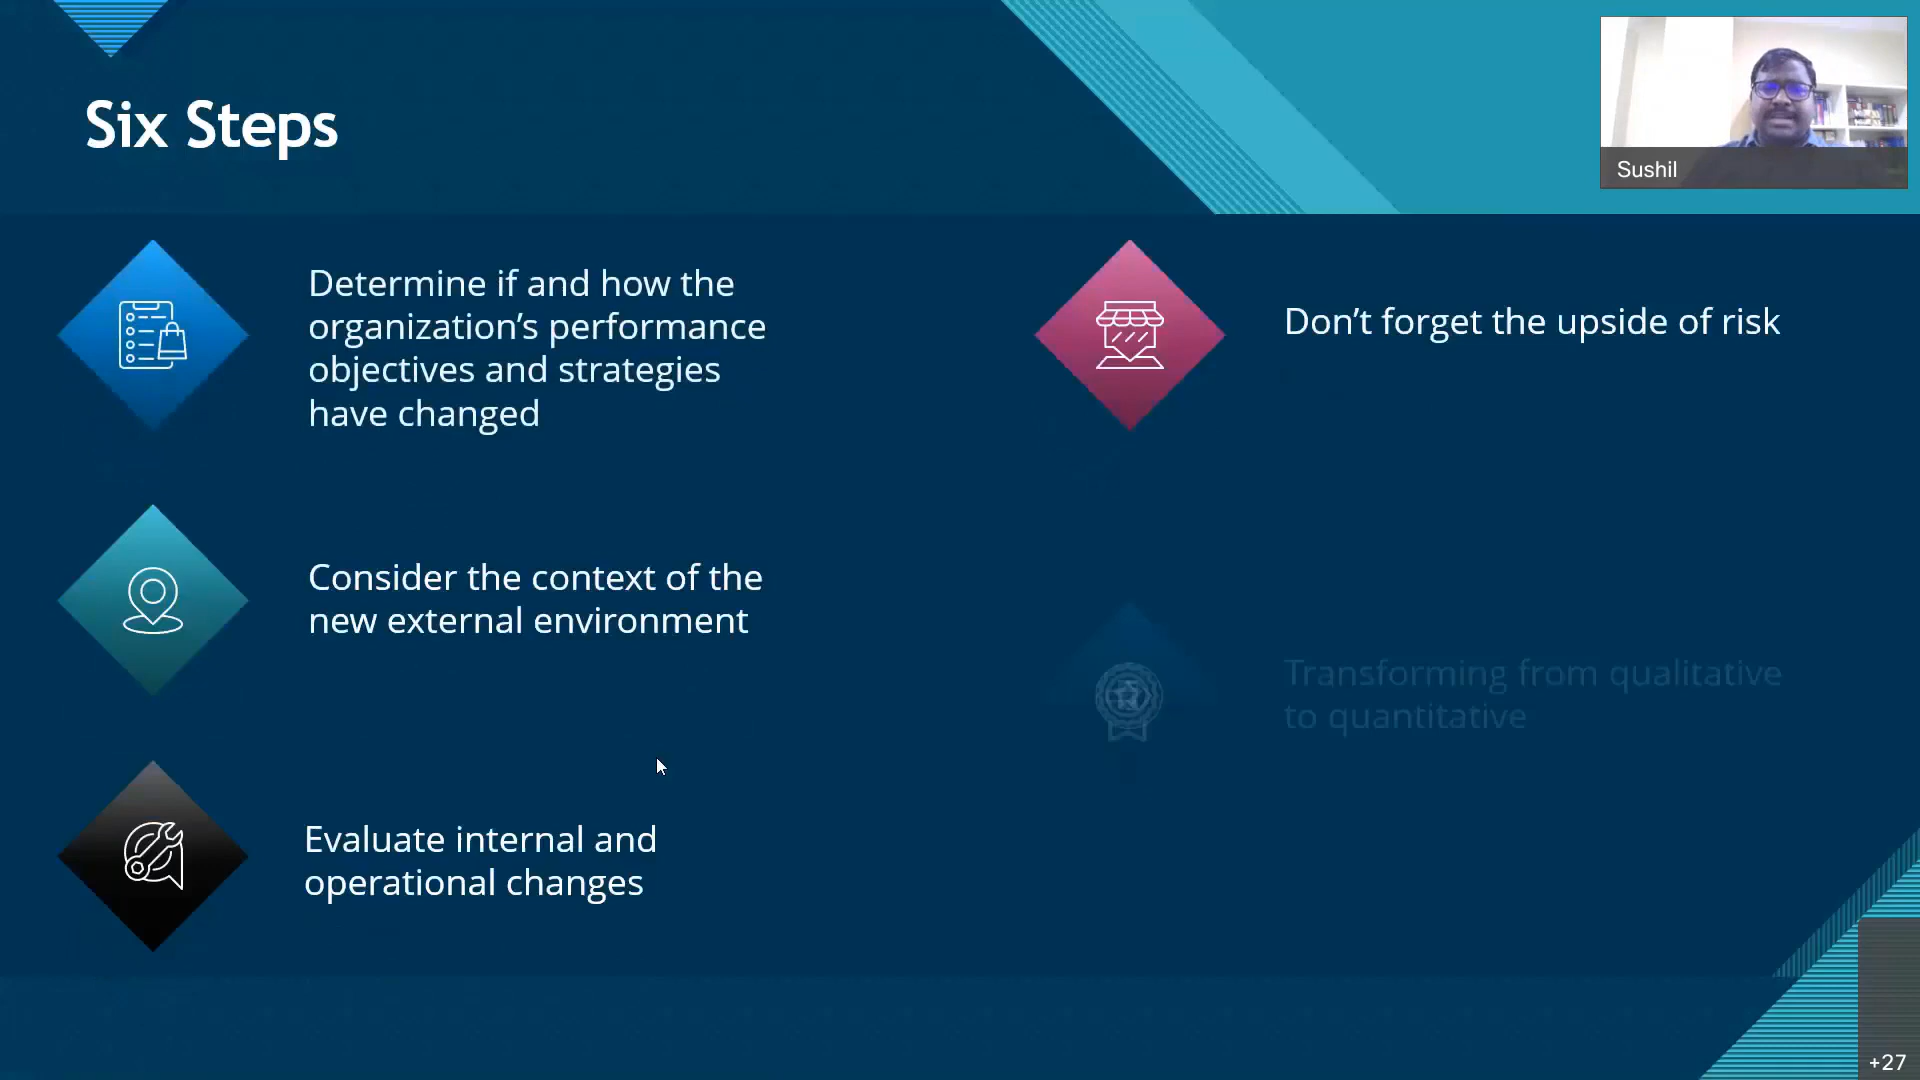 Six Steps
Sushil
Determine if and how the
organization’s performance
objectives and strategies
have changed
Consider the context of the
new external environment
Evaluate internal and
operational changes
Don’t forget the upside of risk
Transforming from qualitative
to quantitative
+27